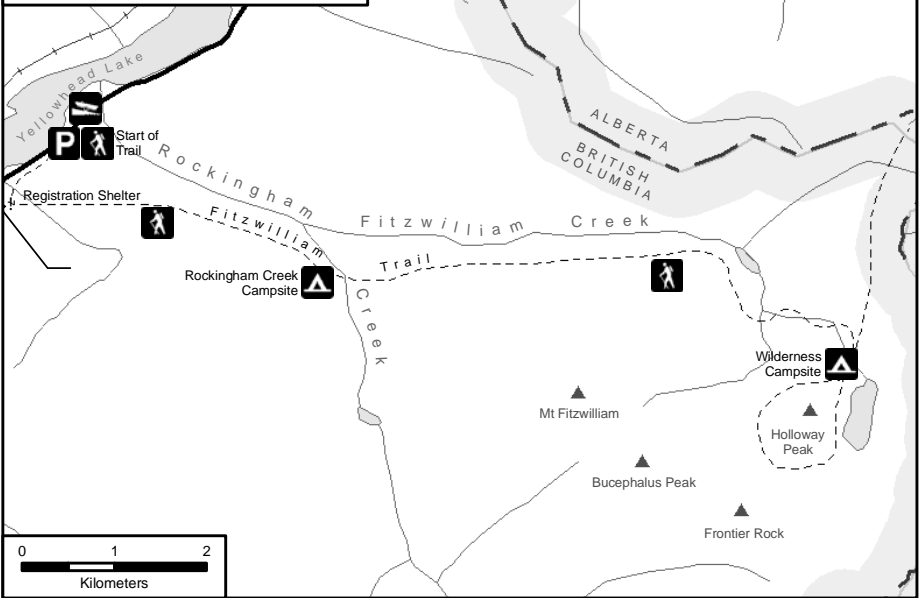 Yellowhead Lake
P
Start of
Trail
Rockingham
Registration Shelter
Fitzwilliam
Fitzwilliam Creek
Trail
Rockingham Creek
Campsite
Creek
ALBERTA
BRITISH
COLUMBIA
Wilderness
Campsite
Mt Fitzwilliam
Holloway
Peak
Bucephalus Peak
Frontier Rock
0 1 2
Kilometers